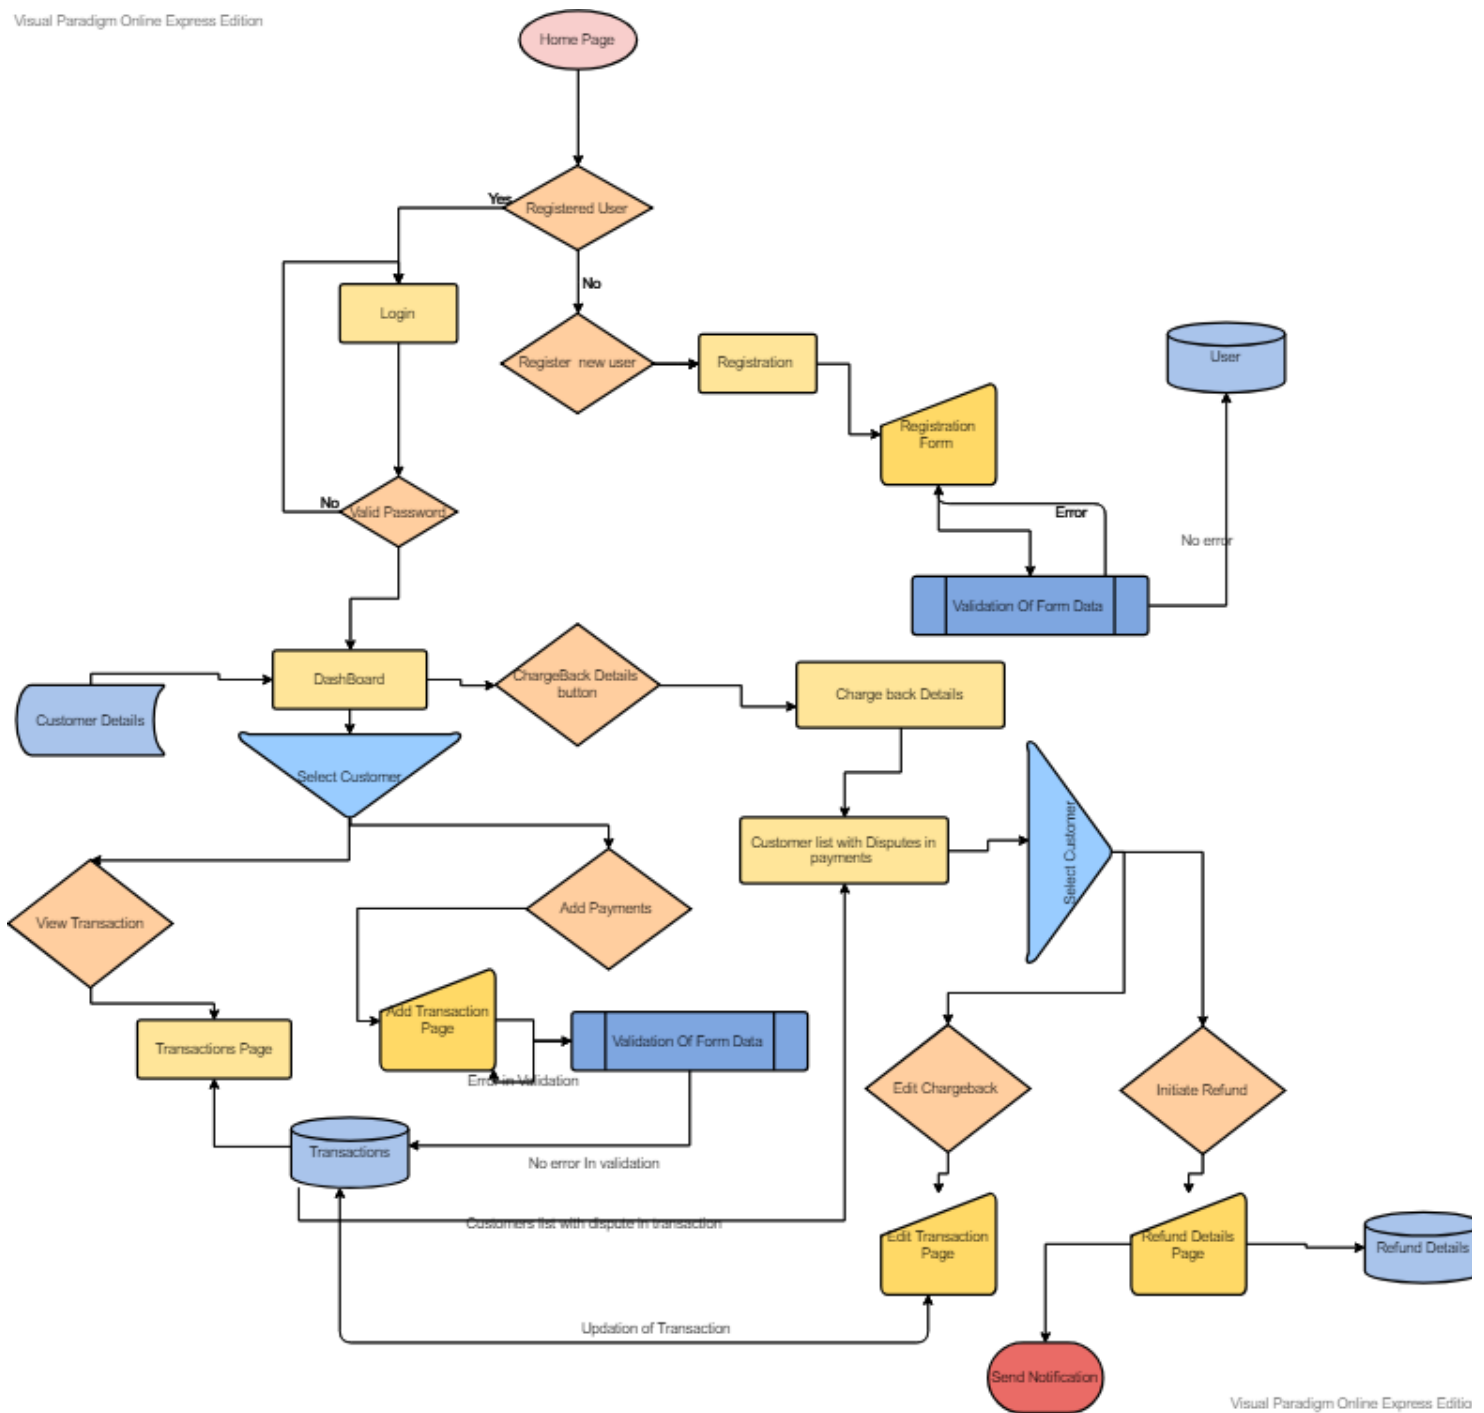 Visual Paradigm Online Express Edition
Home Page
Yes
Registered User
No
Login
Register  new user
Registration
User
Registration
Form
No
Valid Password
Error
No error
Validation Of Form Data
DashBoard
ChargeBack Details
button
Charge back Details
Customer Details
Select Customer
Customer list with Disputes in
payments
Select Customer
View Transaction
Add Payments
Add Transaction
Page
Validation Of Form Data
Transactions Page
Error in Validation
Edit Chargeback
Initiate Refund
Transactions
No error In validation
Customers list with dispute in transaction
Edit Transaction
Page
Refund Details
Page
Refund Details
Updation of Transaction
Send Notification
Visual Paradigm Online Express Editio